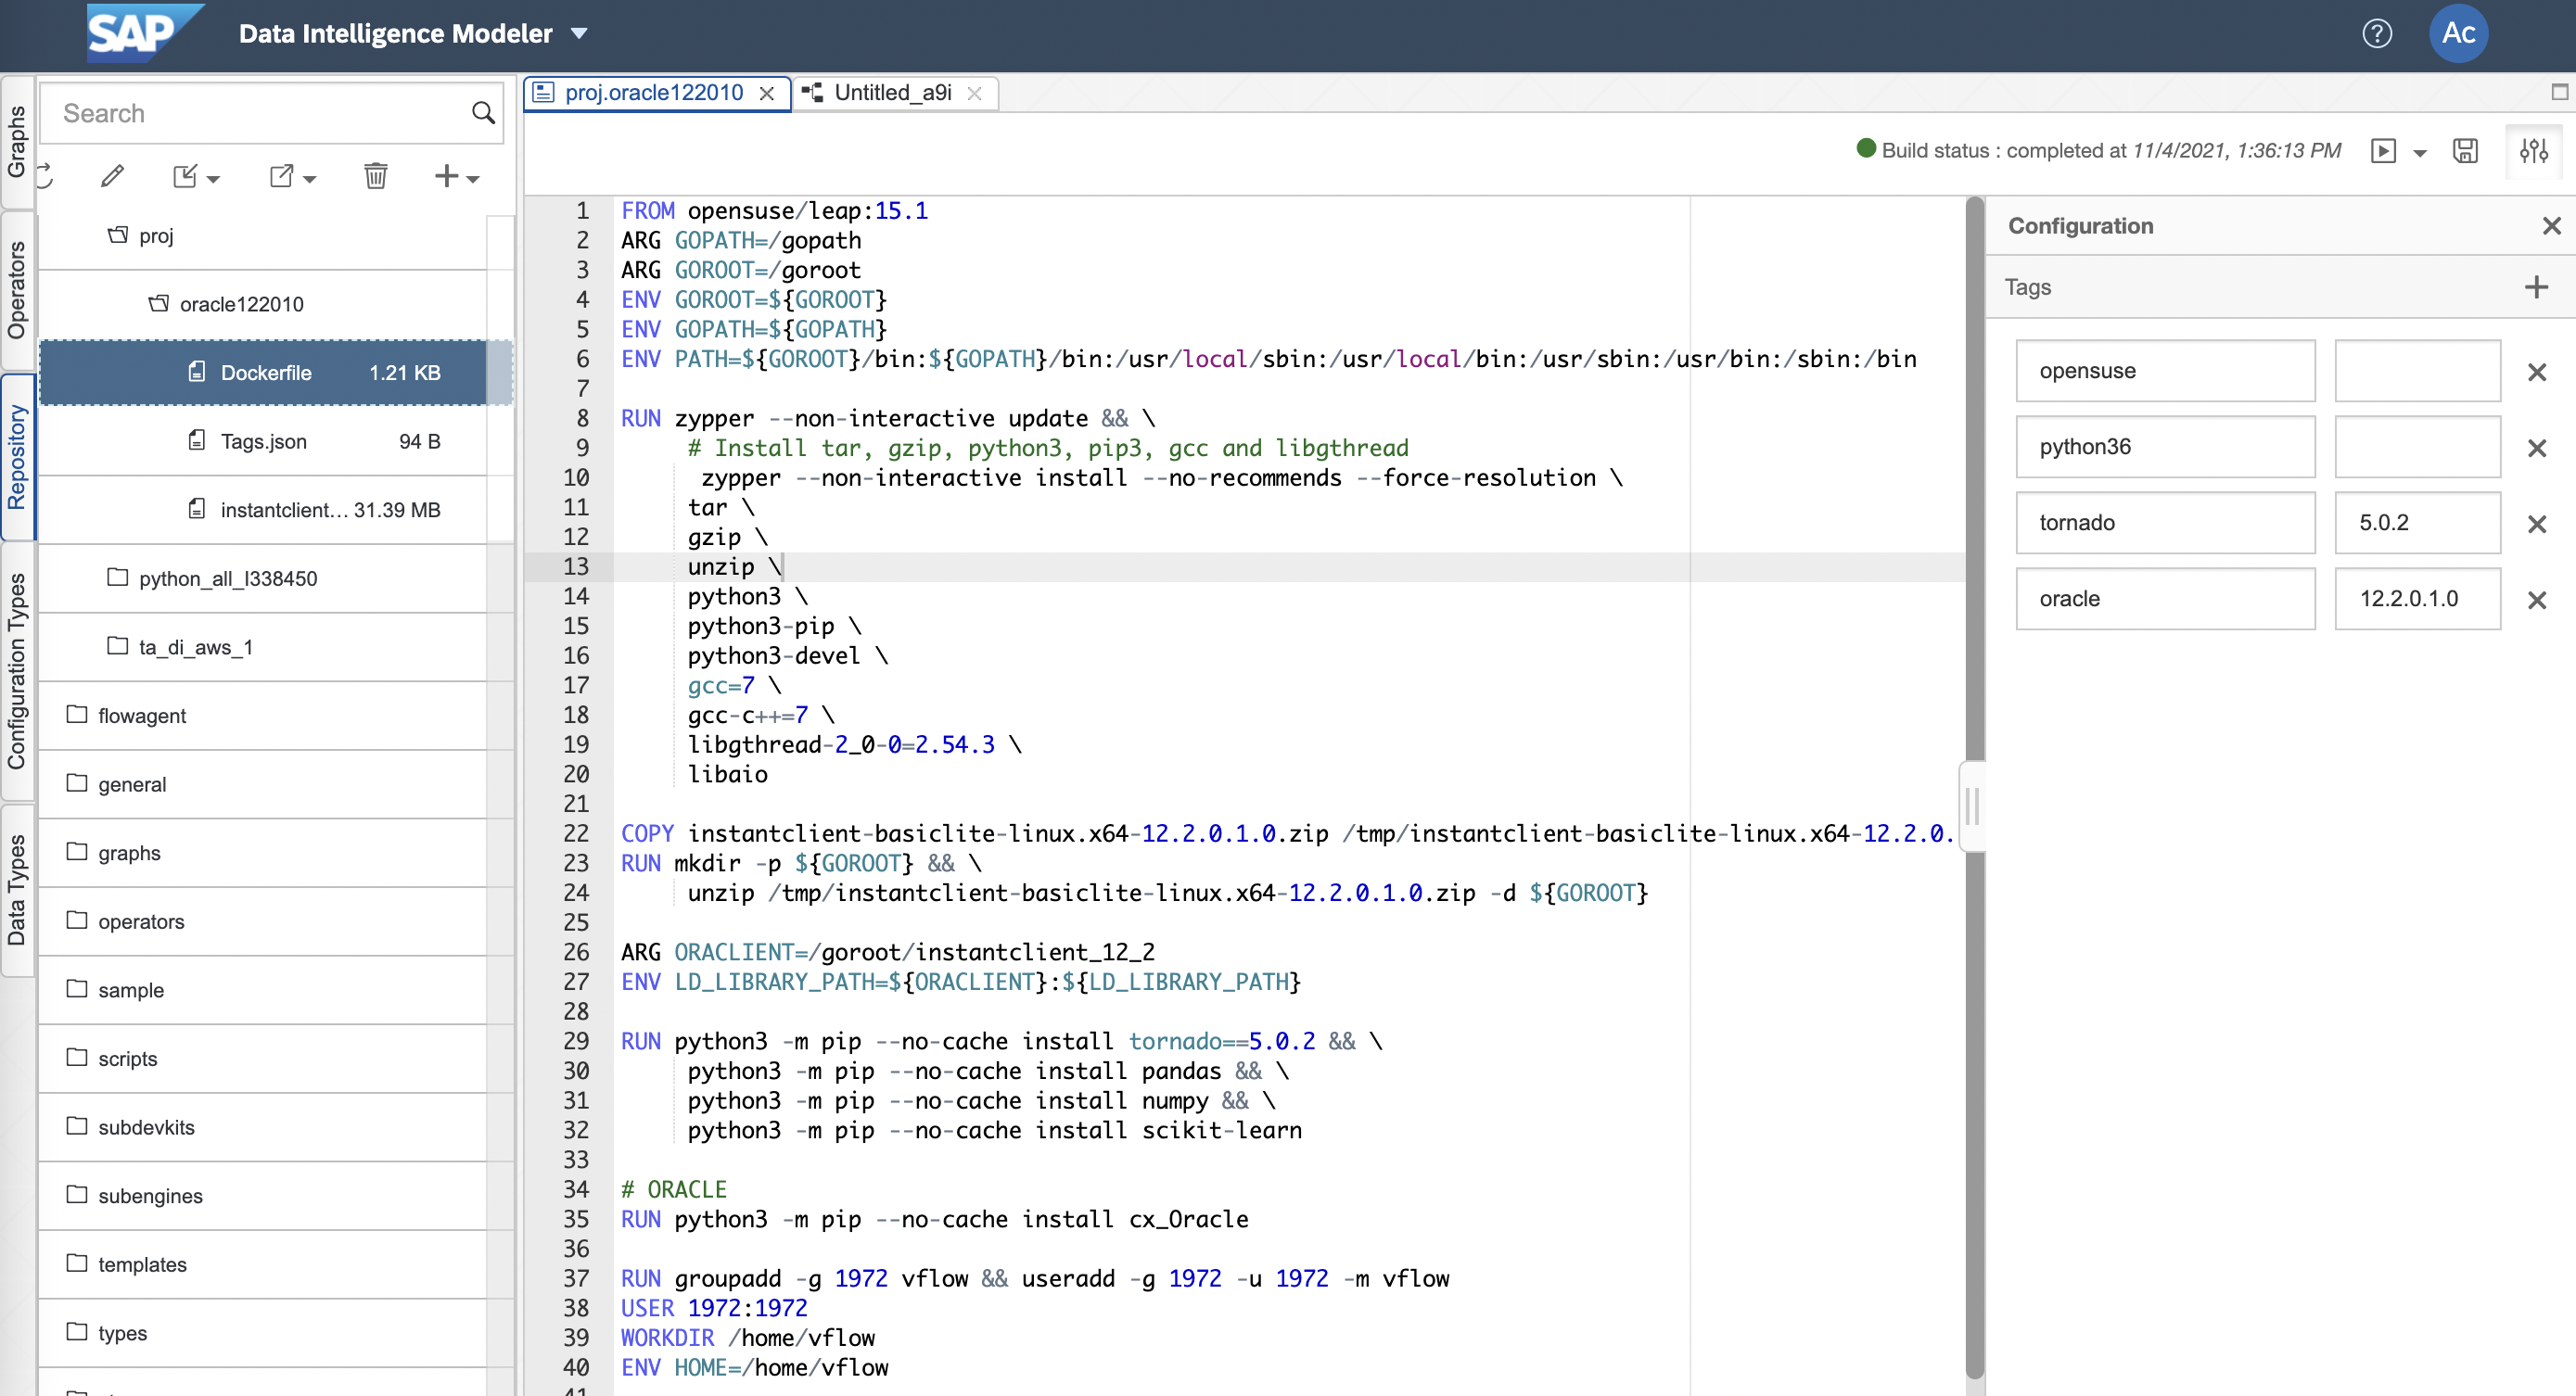 SAP Data Intelligence Modeler
? Ac
Graphs
Operators
Repository
Configuration Types
Data Types
Search
proj
oracle122010
Dockerfile 1.21 KB
Tags.json 94 B
instantclient... 31.39 MB
python_all_I338450
ta_di_aws_1
flowagent
general
graphs
operators
sample
scripts
subdevkits
subengines
templates
types
proj.oracle122010
Untitled_a9i
Build status : completed at 11/4/2021, 1:36:13 PM
1 FROM opensuse/leap:15.1
2 ARG GOPATH=/gopath
3 ARG GOROOT=/goroot
4 ENV GOROOT=${GOROOT}
5 ENV GOPATH=${GOPATH}
6 ENV PATH=${GOROOT}/bin:${GOPATH}/bin:/usr/local/sbin:/usr/local/bin:/usr/sbin:/usr/bin:/sbin:/bin
7
8 RUN zypper --non-interactive update && \
9 # Install tar, gzip, python3, pip3, gcc and libgthread
10 zypper --non-interactive install --no-recommends --force-resolution \
11 tar \
12 gzip \
13 unzip \
14 python3 \
15 python3-pip \
16 python3-devel \
17 gcc=7 \
18 gcc-c++=7 \
19 libgthread-2_0-0=2.54.3 \
20 libaio
21
22 COPY instantclient-basiclite-linux.x64-12.2.0.1.0.zip /tmp/instantclient-basiclite-linux.x64-12.2.0.
23 RUN mkdir -p ${GOROOT} && \
24 unzip /tmp/instantclient-basiclite-linux.x64-12.2.0.1.0.zip -d ${GOROOT}
25
26 ARG ORACLIENT=/goroot/instantclient_12_2
27 ENV LD_LIBRARY_PATH=${ORACLIENT}:${LD_LIBRARY_PATH}
28
29 RUN python3 -m pip --no-cache install tornado==5.0.2 && \
30 python3 -m pip --no-cache install pandas && \
31 python3 -m pip --no-cache install numpy && \
32 python3 -m pip --no-cache install scikit-learn
33
34 # ORACLE
35 RUN python3 -m pip --no-cache install cx_Oracle
36
37 RUN groupadd -g 1972 vflow && useradd -g 1972 -u 1972 -m vflow
38 USER 1972:1972
39 WORKDIR /home/vflow
40 ENV HOME=/home/vflow
41
Configuration
Tags
opensuse
python36
tornado 5.0.2
oracle 12.2.0.1.0